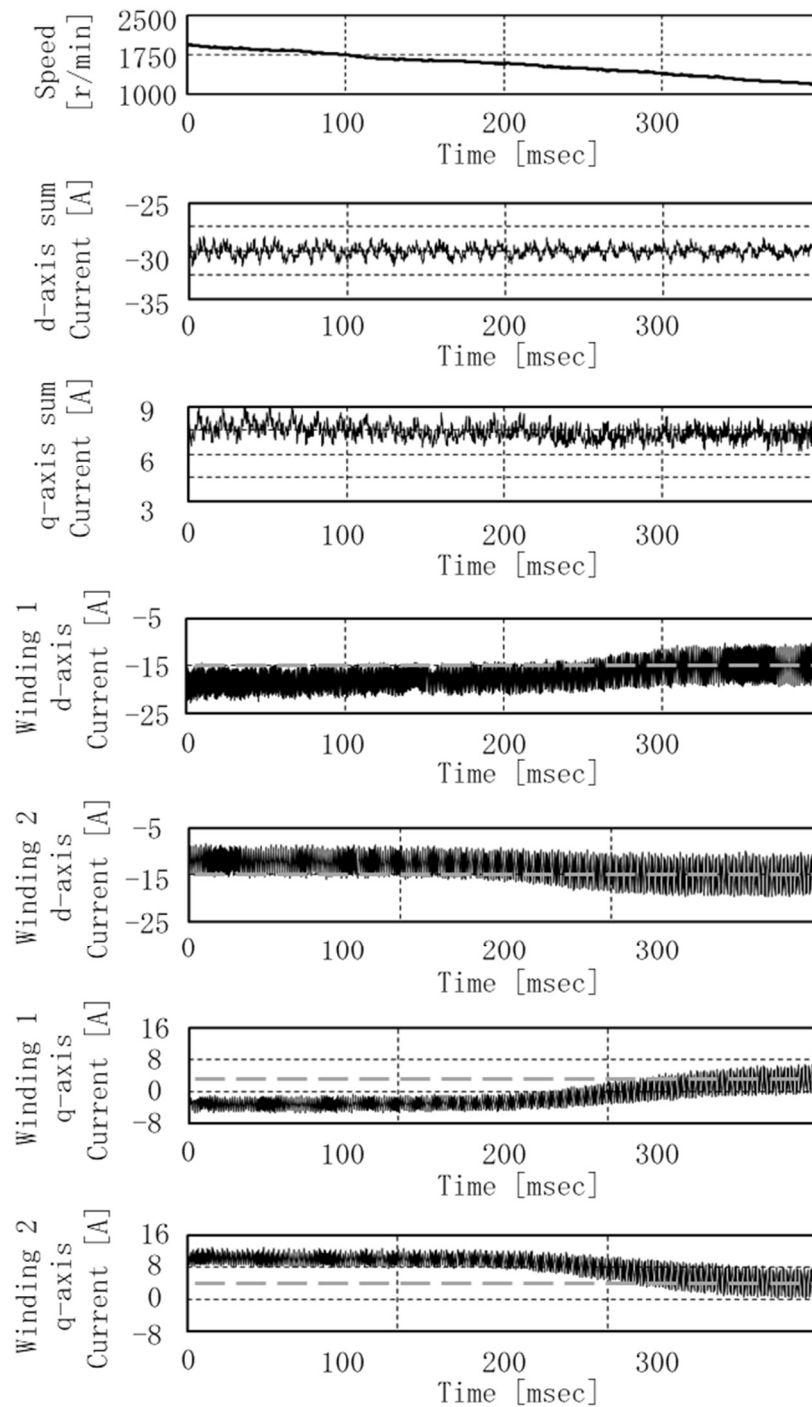 Speed
[r/min]
2500
1750
1000
0 100 200 300
Time [msec]
d-axis sum
Current [A]
-25
-30
-35
0 100 200 300
Time [msec]
q-axis sum
Current [A]
9
6
3
0 100 200 300
Time [msec]
Winding 1
d-axis
Current [A]
-5
-15
-25
0 100 200 300
Time [msec]
Winding 2
d-axis
Current [A]
-5
-15
-25
0 100 200 300
Time [msec]
Winding 1
q-axis
Current [A]
16
8
0
-8
0 100 200 300
Time [msec]
Winding 2
q-axis
Current [A]
16
8
0
-8
0 100 200 300
Time [msec]